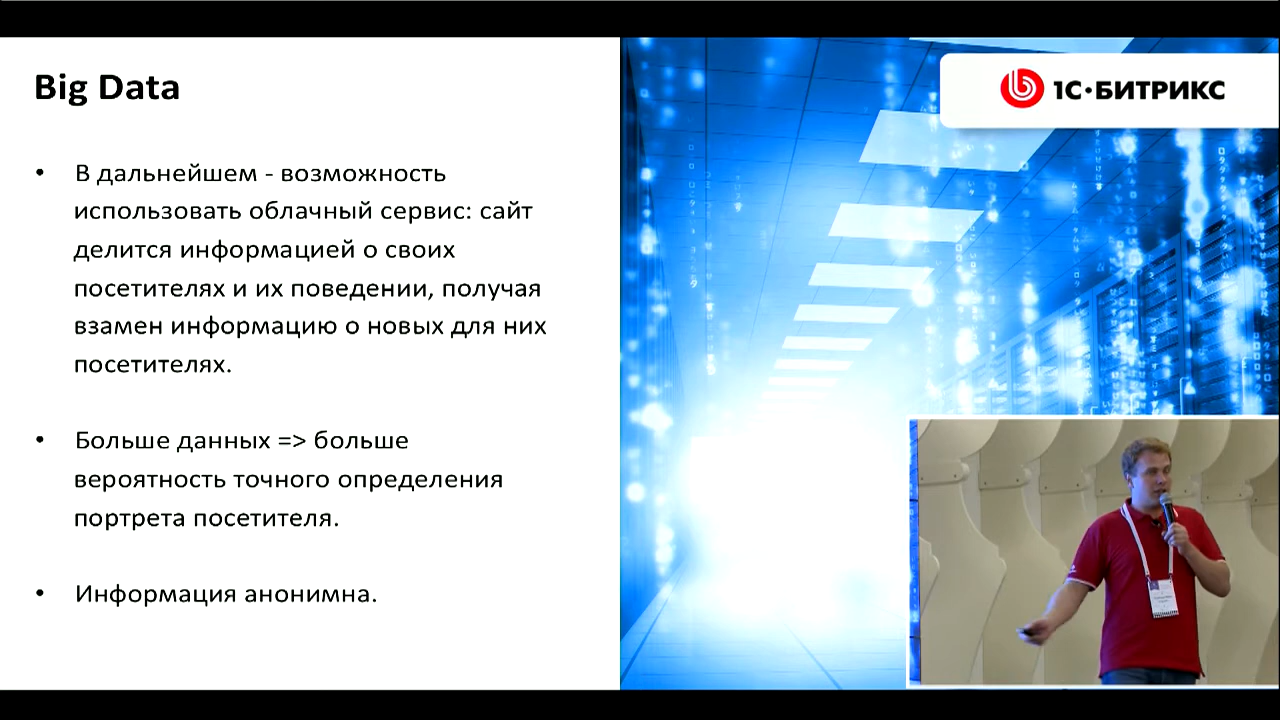 Big Data
1С·БИТРИКС
• В дальнейшем - возможность
использовать облачный сервис: сайт
делится информацией о своих
посетителях и их поведении, получая
взамен информацию о новых для них
посетителях.
• Больше данных => больше
вероятность точного определения
портрета посетителя.
• Информация анонимна.